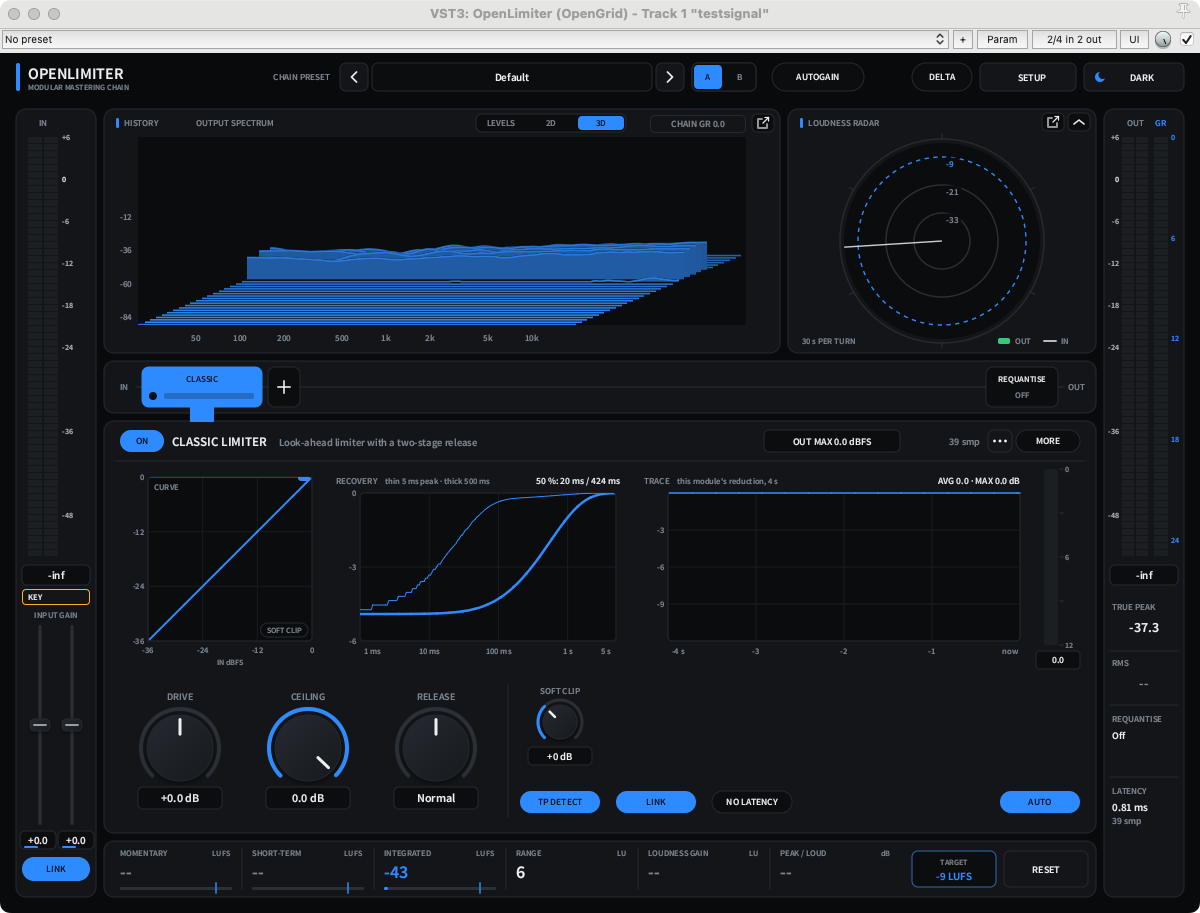 VST3: OpenLimiter (OpenGrid) - Track 1 "testsignal"
No preset
+
Param
2/4 in 2 out
UI
OPENLIMITER
MODULAR MASTERING CHAIN
CHAIN PRESET
Default
A
B
AUTOGAIN
DELTA
SETUP
DARK
IN
+6
0
-6
-12
-18
-24
-36
-48
-inf
KEY
INPUT GAIN
+0.0
+0.0
LINK
HISTORY
OUTPUT SPECTRUM
LEVELS
2D
3D
CHAIN GR 0.0
-12
-36
-60
-84
50
100
200
500
1k
2k
5k
10k
LOUDNESS RADAR
-9
-21
-33
30 s PER TURN
OUT
IN
IN
CLASSIC
+
REQUANTISE
OFF
OUT
ON
CLASSIC LIMITER
Look-ahead limiter with a two-stage release
OUT MAX 0.0 dBFS
39 smp
•••
MORE
CURVE
0
-12
-24
-36
-36
-24
-12
0
IN dBFS
SOFT CLIP
RECOVERY
thin 5 ms peak · thick 500 ms
50 %: 20 ms / 424 ms
0
-3
-6
1 ms
10 ms
100 ms
1 s
5 s
TRACE
this module's reduction, 4 s
AVG 0.0 · MAX 0.0 dB
-3
-6
-9
-4 s
-3
-2
-1
now
0
6
12
0.0
DRIVE
+0.0 dB
CEILING
0.0 dB
RELEASE
Normal
SOFT CLIP
+0 dB
TP DETECT
LINK
NO LATENCY
AUTO
MOMENTARY
LUFS
--
SHORT-TERM
LUFS
--
INTEGRATED
LUFS
-43
RANGE
LU
6
LOUDNESS GAIN
LU
--
PEAK / LOUD
dB
--
TARGET
-9 LUFS
RESET
OUT
GR
+6
0
-6
-12
-18
-24
-36
-48
0
6
12
18
24
-inf
TRUE PEAK
-37.3
RMS
--
REQUANTISE
Off
LATENCY
0.81 ms
39 smp